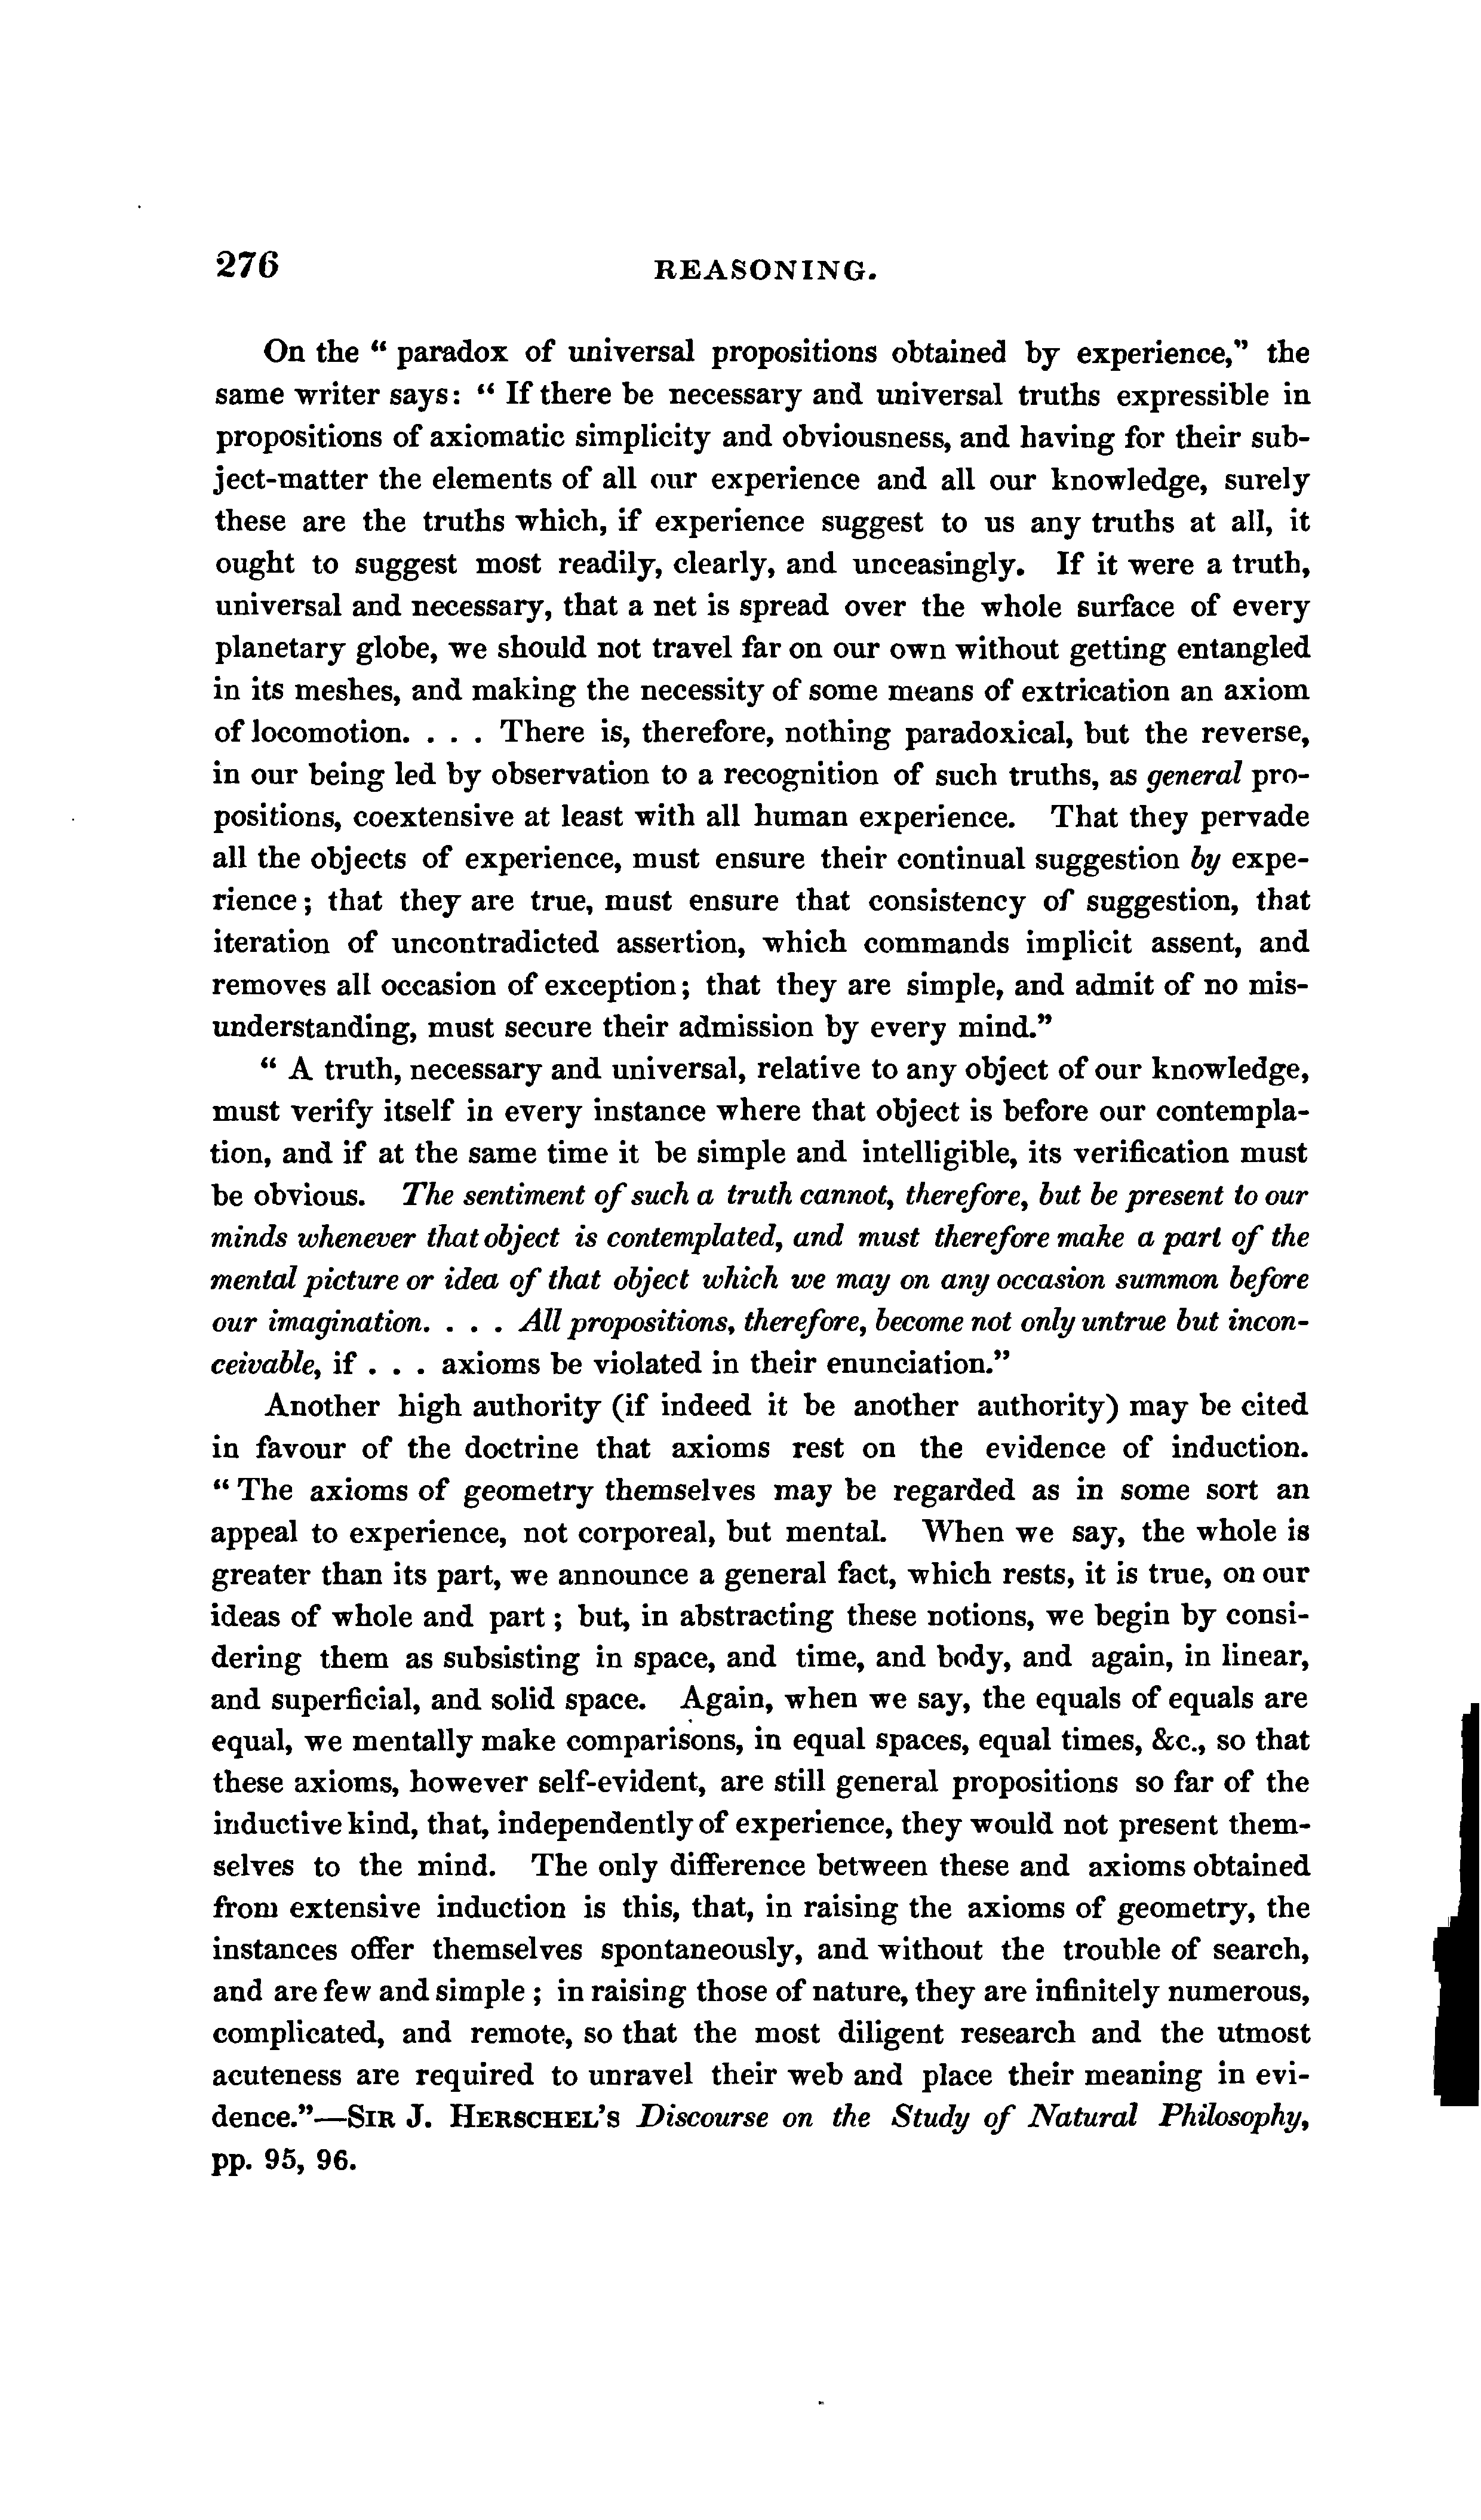 276 REASONING.
On the “ paradox of universal propositions obtained by experience,” the
same writer says: “ If there be necessary and universal truths expressible in
propositions of axiomatic simplicity and obviousness, and having for their sub-
ject-matter the elements of all our experience and all our knowledge, surely
these are the truths which, if experience suggest to us any truths at all, it
ought to suggest most readily, clearly, and unceasingly. If it were a truth,
universal and necessary, that a net is spread over the whole surface of every
planetary globe, we should not travel far on our own without getting entangled
in its meshes, and making the necessity of some means of extrication an axiom
of locomotion. . . . There is, therefore, nothing paradoxical, but the reverse,
in our being led by observation to a recognition of such truths, as general pro-
positions, coextensive at least with all human experience. That they pervade
all the objects of experience, must ensure their continual suggestion by expe-
rience; that they are true, must ensure that consistency of suggestion, that
iteration of uncontradicted assertion, which commands implicit assent, and
removes all occasion of exception; that they are simple, and admit of no mis-
understanding, must secure their admission by every mind.”
“ A truth, necessary and universal, relative to any object of our knowledge,
must verify itself in every instance where that object is before our contempla-
tion, and if at the same time it be simple and intelligible, its verification must
be obvious. The sentiment of such a truth cannot, therefore, but be present to our
minds whenever that object is contemplated, and must therefore make a part of the
mental picture or idea of that object which we may on any occasion summon before
our imagination. . . . All propositions, therefore, become not only untrue but incon-
ceivable, if . . . axioms be violated in their enunciation.”
Another high authority (if indeed it be another authority) may be cited
in favour of the doctrine that axioms rest on the evidence of induction.
“ The axioms of geometry themselves may be regarded as in some sort an
appeal to experience, not corporeal, but mental. When we say, the whole is
greater than its part, we announce a general fact, which rests, it is true, on our
ideas of whole and part ; but, in abstracting these notions, we begin by consi-
dering them as subsisting in space, and time, and body, and again, in linear,
and superficial, and solid space. Again, when we say, the equals of equals are
equal, we mentally make comparisons, in equal spaces, equal times, &c., so that
these axioms, however self-evident, are still general propositions so far of the
inductive kind, that, independently of experience, they would not present them-
selves to the mind. The only difference between these and axioms obtained
from extensive induction is this, that, in raising the axioms of geometry, the
instances offer themselves spontaneously, and without the trouble of search,
and are few and simple ; in raising those of nature, they are infinitely numerous,
complicated, and remote, so that the most diligent research and the utmost
acuteness are required to unravel their web and place their meaning in evi-
dence.”—SIR J. HERSCHEL’S Discourse on the Study of Natural Philosophy,
pp. 95, 96.